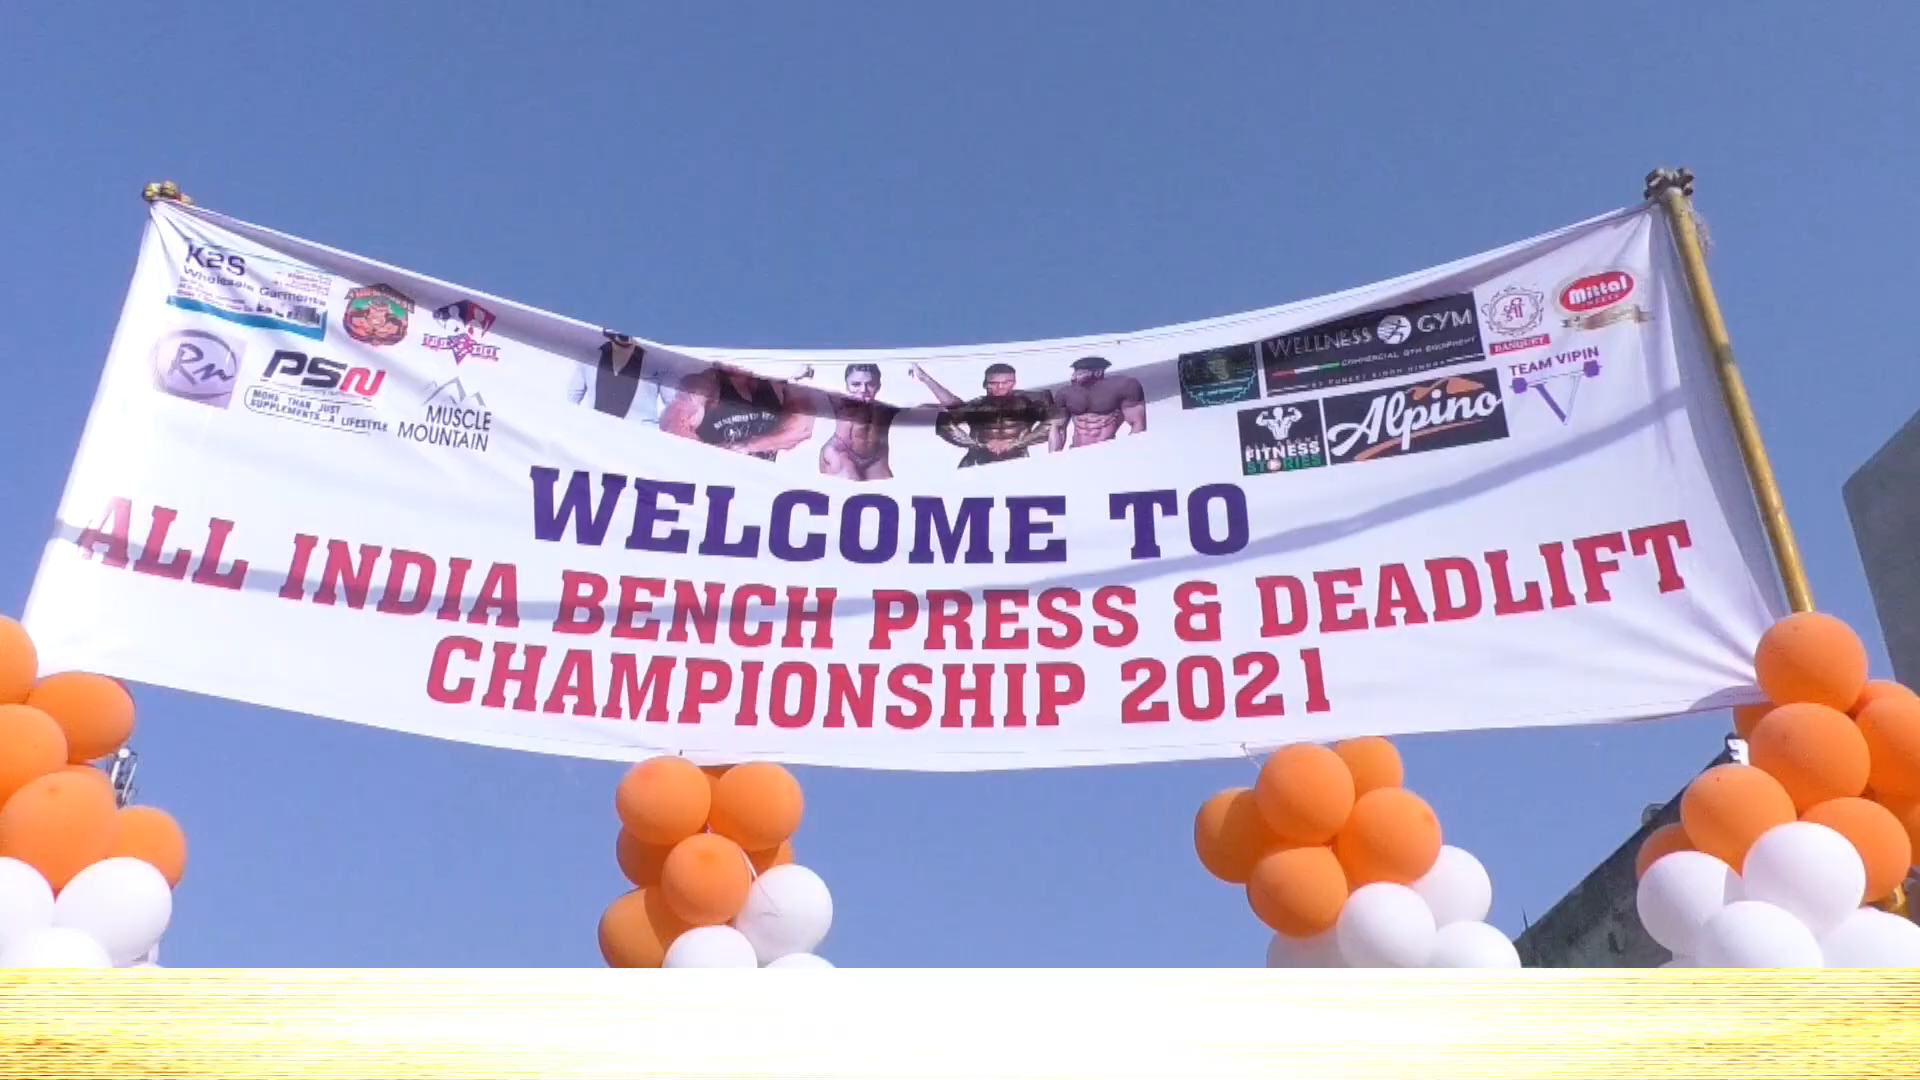 K2S
Wholesale Garments
Rn
PSN
MORE THAN JUST
SUPPLEMENTS...A LIFESTYLE
MUSCLE
MOUNTAIN
WELLNESS GYM
COMMERCIAL GYM EQUIPMENT
श्री
BANQUET
Mittal
FITNESS
STORIES
Alpino
TEAM VIPIN
WELCOME TO
ALL INDIA BENCH PRESS & DEADLIFT
CHAMPIONSHIP 2021